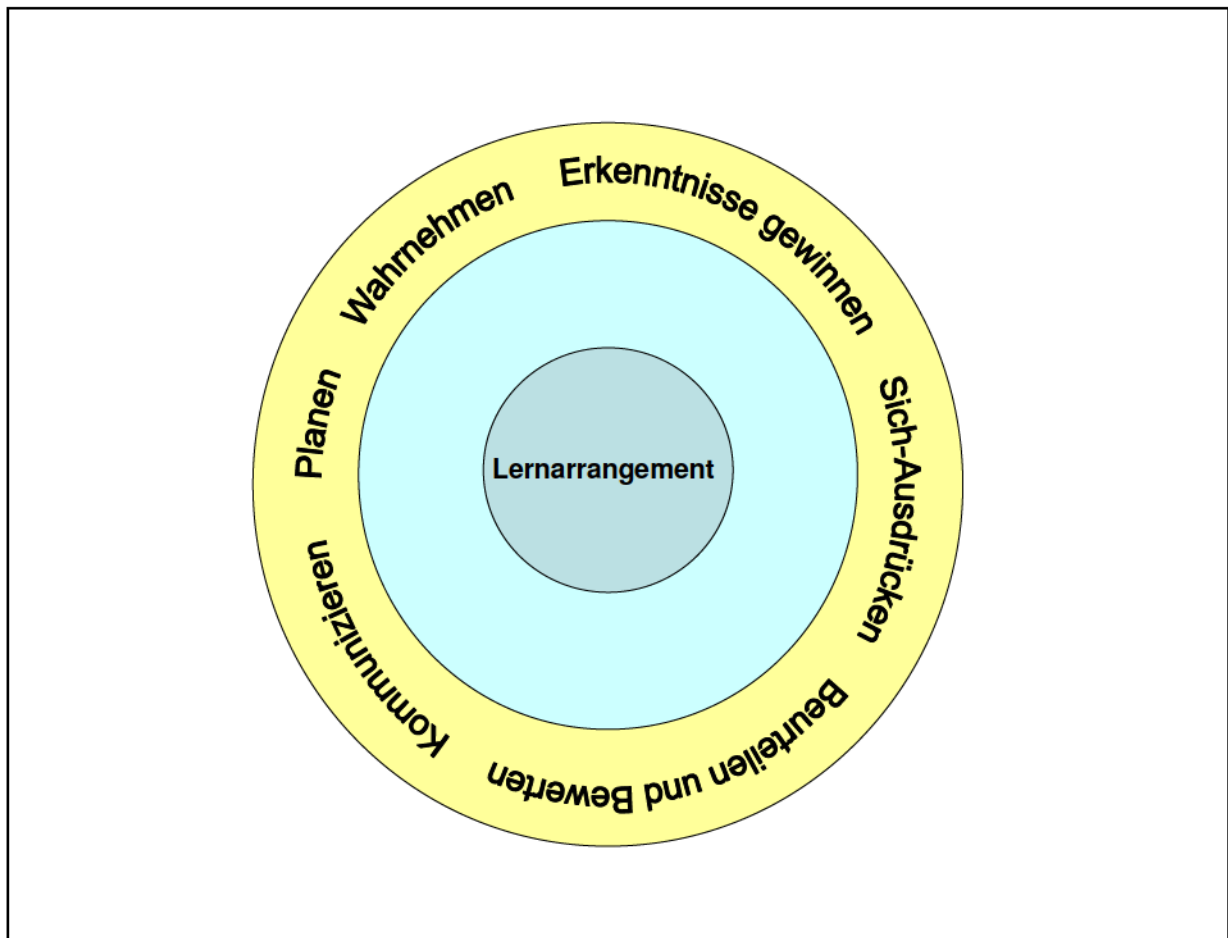 Wahrnehmen
Erkenntnisse gewinnen
Sich-Ausdrücken
Beurteilen und Bewerten
Kommunizieren
Planen
Lernarrangement